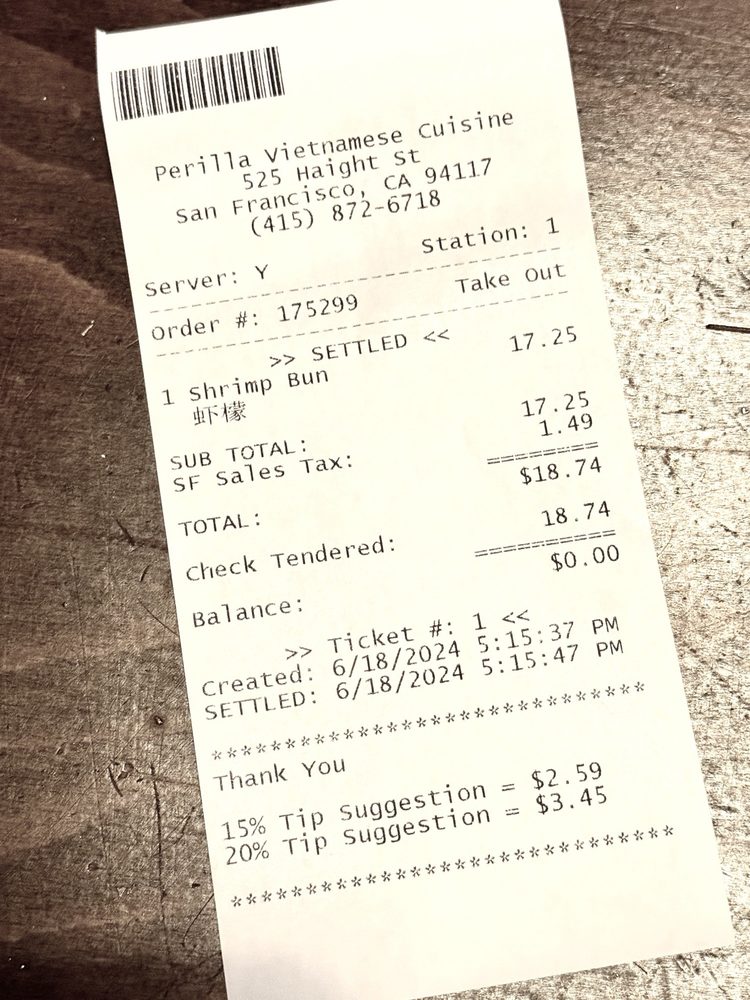 Perilla Vietnamese Cuisine
525 Haight St
San Francisco, CA 94117
(415) 872-6718
Server: Y Station: 1
Order #: 175299 Take Out
>> SETTLED <<
1 Shrimp Bun 17.25
虾檬
SUB TOTAL: 17.25
SF Sales Tax: 1.49
==========
TOTAL: $18.74
Check Tendered: 18.74
==========
Balance: $0.00
>> Ticket #: 1 <<
Created: 6/18/2024 5:15:37 PM
SETTLED: 6/18/2024 5:15:47 PM
*****************************
Thank You
15% Tip Suggestion = $2.59
20% Tip Suggestion = $3.45
*****************************